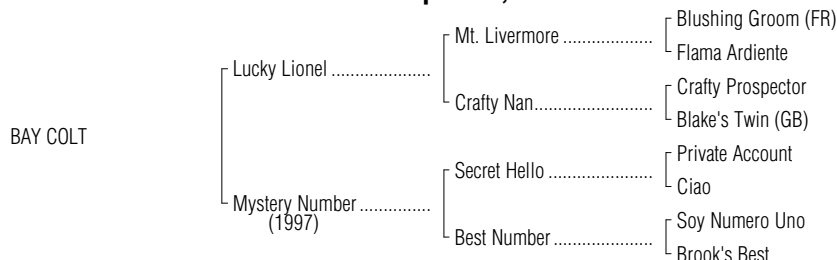 Blushing Groom (FR)
Mt. Livermore ..................
Flama Ardiente
Lucky Lionel .....................
Crafty Prospector
Crafty Nan........................
Blake's Twin (GB)
BAY COLT
Private Account
Secret Hello .....................
Ciao
Mystery Number ...............
(1997)
Soy Numero Uno
Best Number ....................
Brook's Best